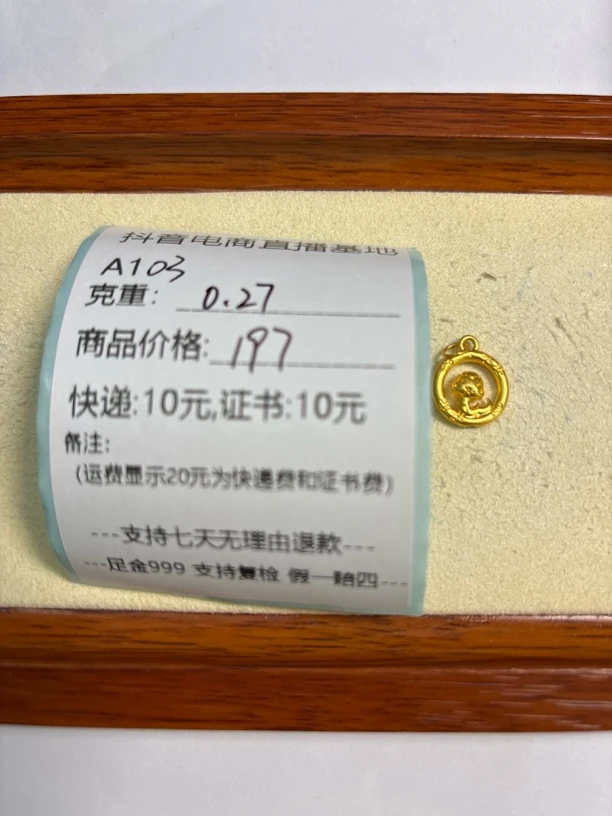 抖音电商直播基地
A103
克重: 0.27
商品价格: 197
快递:10元,证书:10元
备注:
(运费显示20元为快递费和证书费)
---支持七天无理由退款---
---足金999 支持复检 假一赔四---